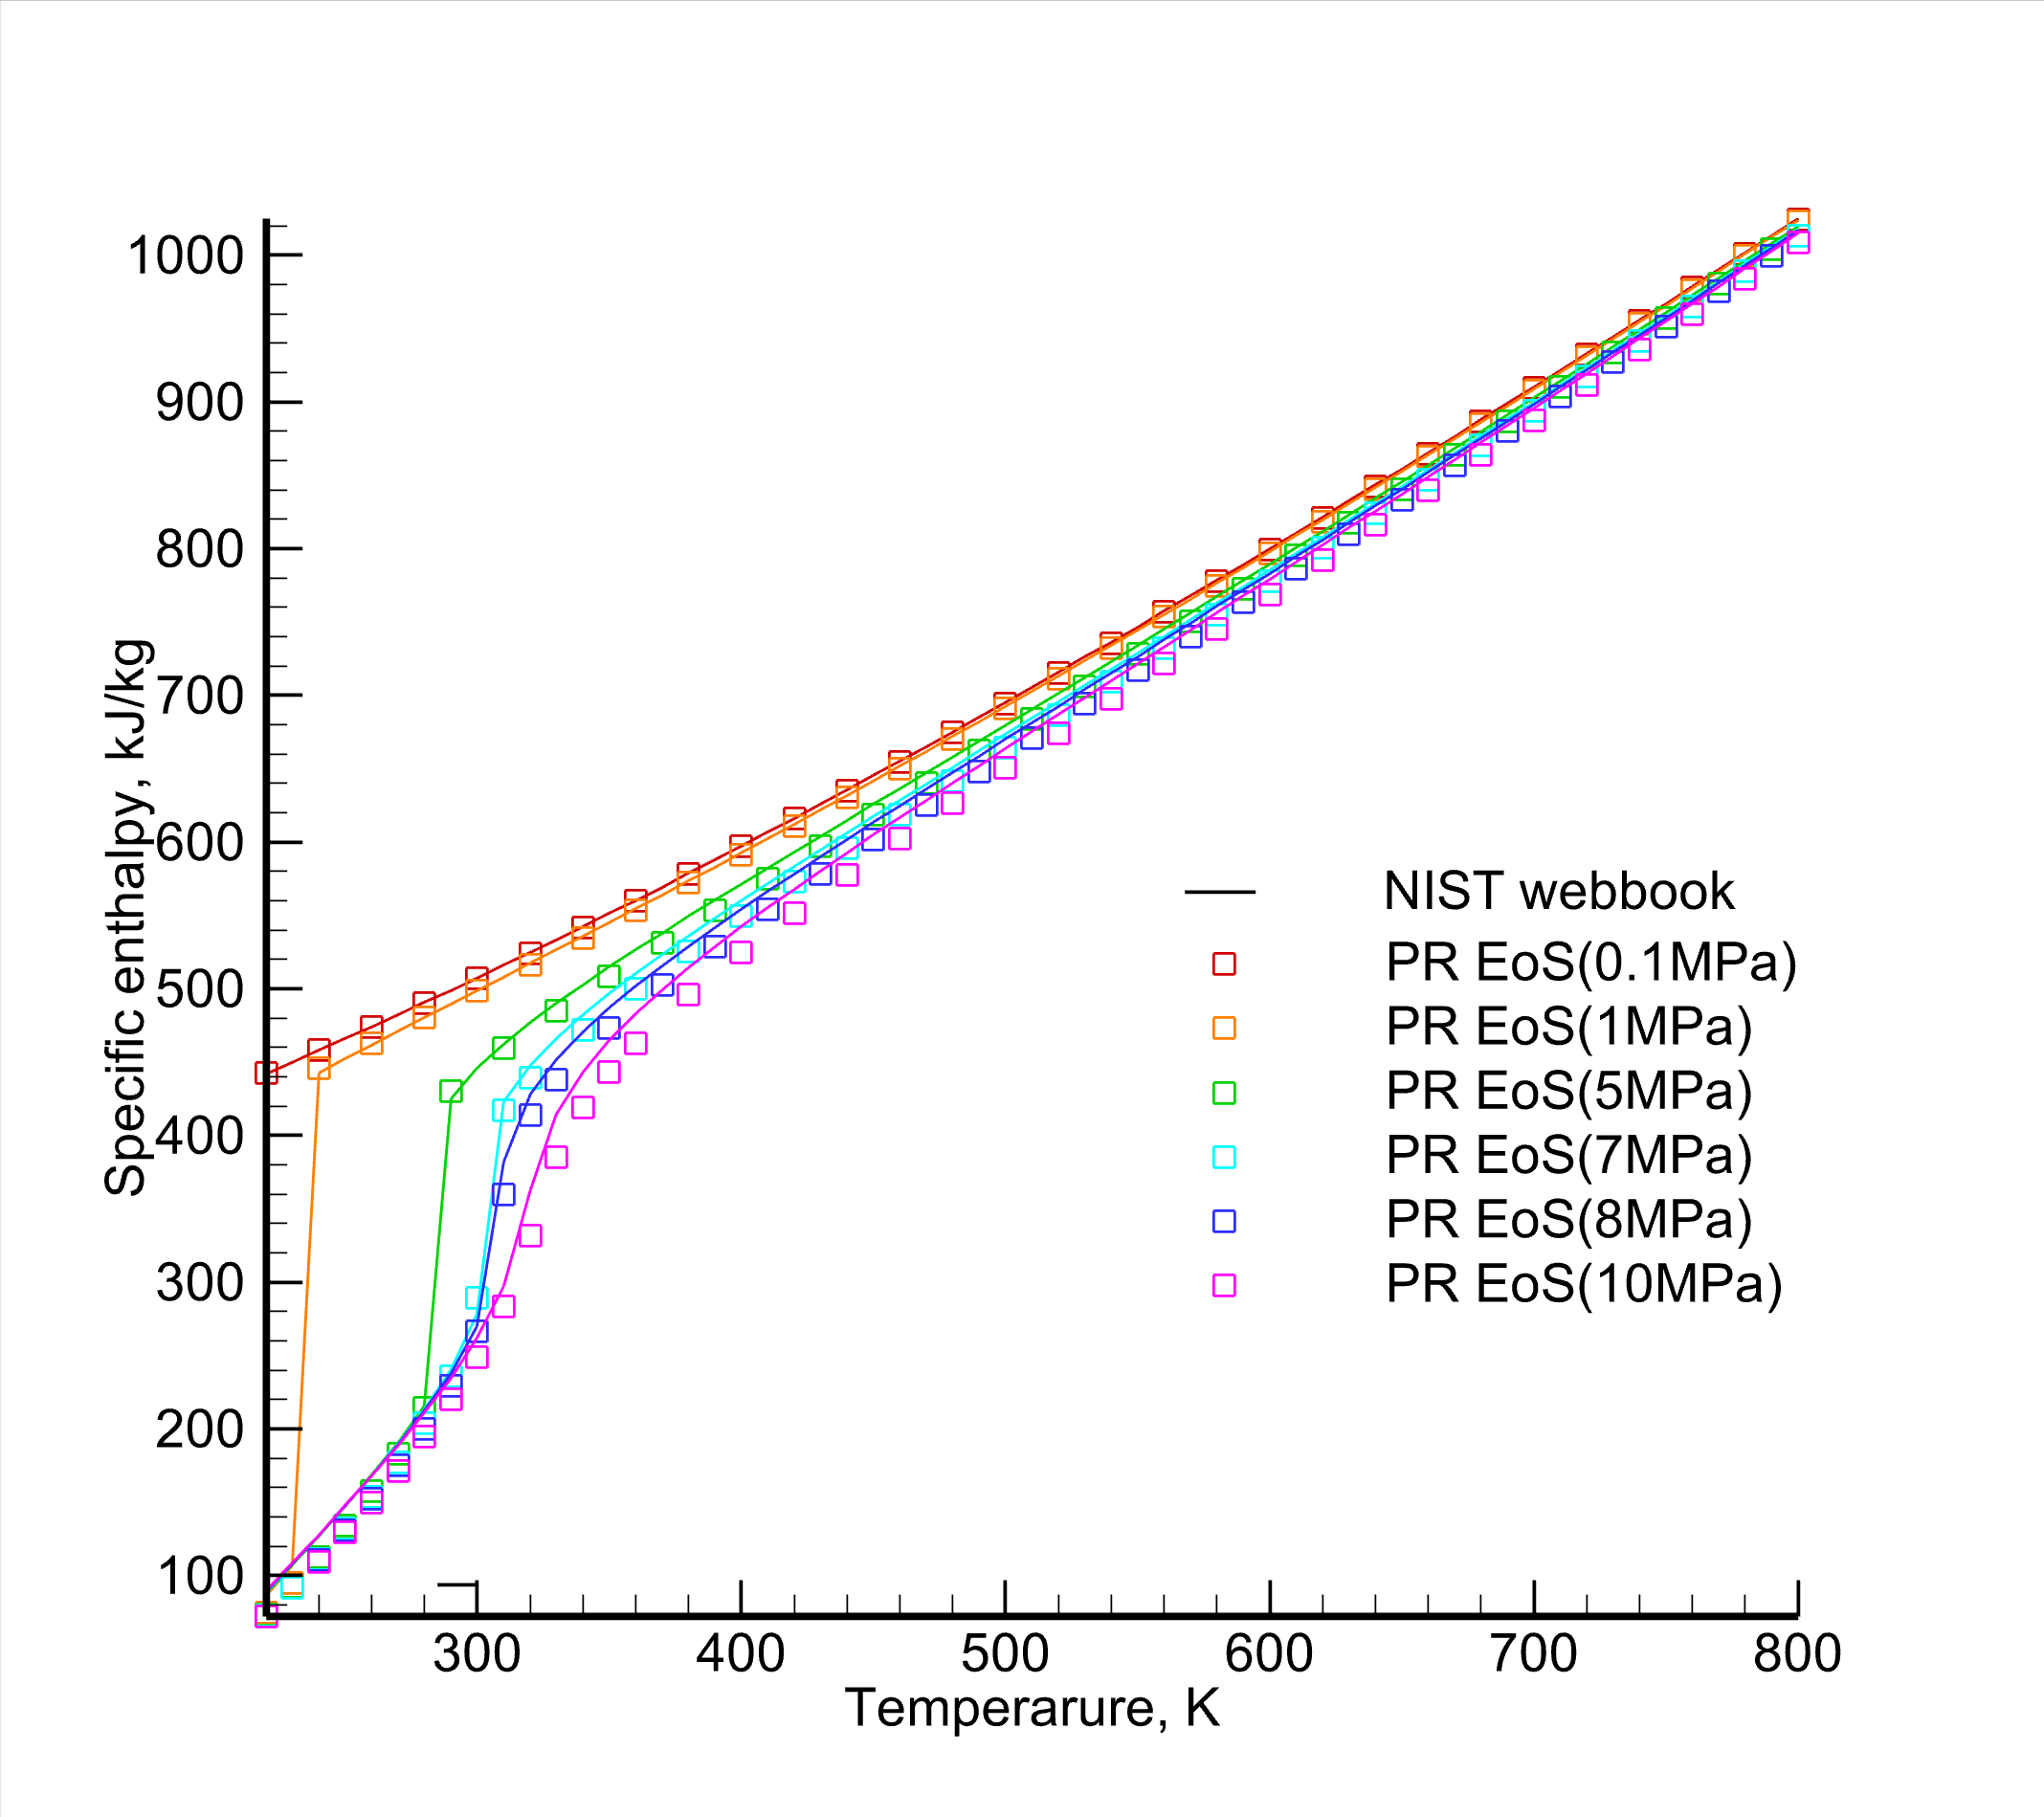 1000
900
800
700
600
500
400
300
200
100
Specific enthalpy, kJ/kg
NIST webbook
PR EoS(0.1MPa)
PR EoS(1MPa)
PR EoS(5MPa)
PR EoS(7MPa)
PR EoS(8MPa)
PR EoS(10MPa)
300 400 500 600 700 800
Temperarure, K